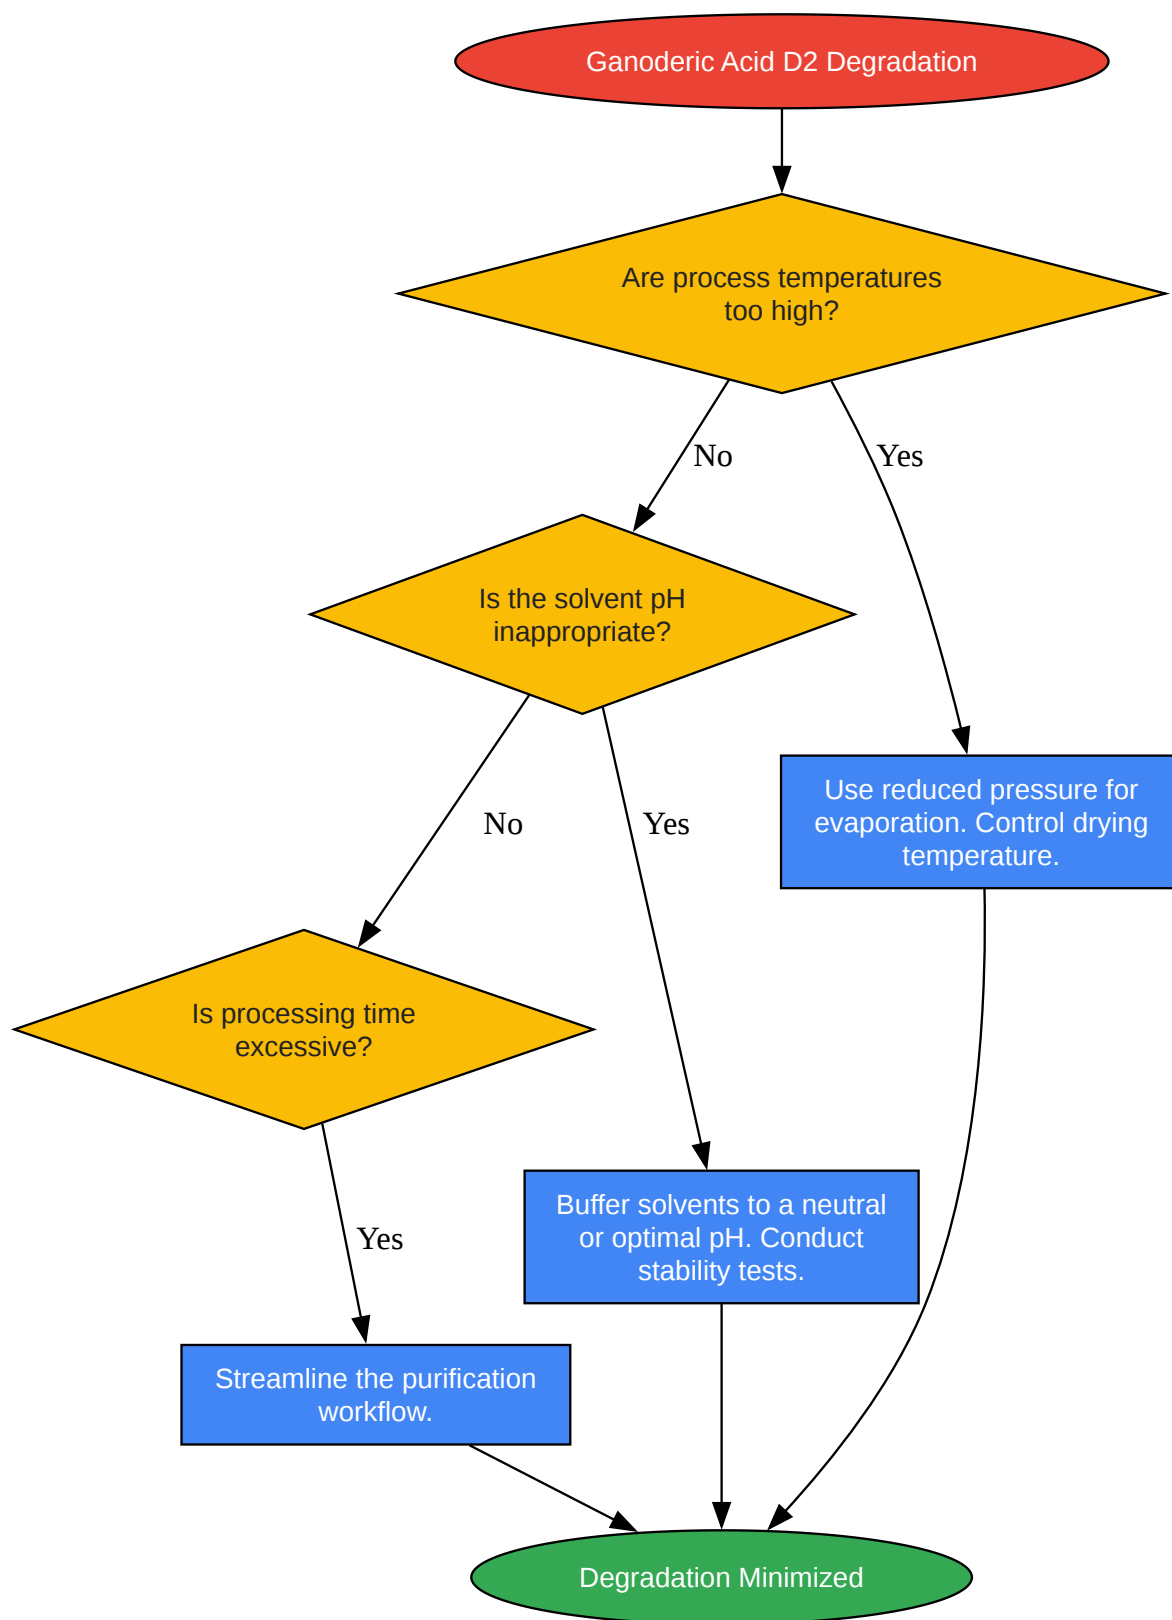 Ganoderic Acid D2 Degradation
Are process temperatures
too high?
No
Yes
Is the solvent pH
inappropriate?
No
Yes
Use reduced pressure for
evaporation. Control drying
temperature.
Is processing time
excessive?
Yes
Buffer solvents to a neutral
or optimal pH. Conduct
stability tests.
Streamline the purification
workflow.
Degradation Minimized